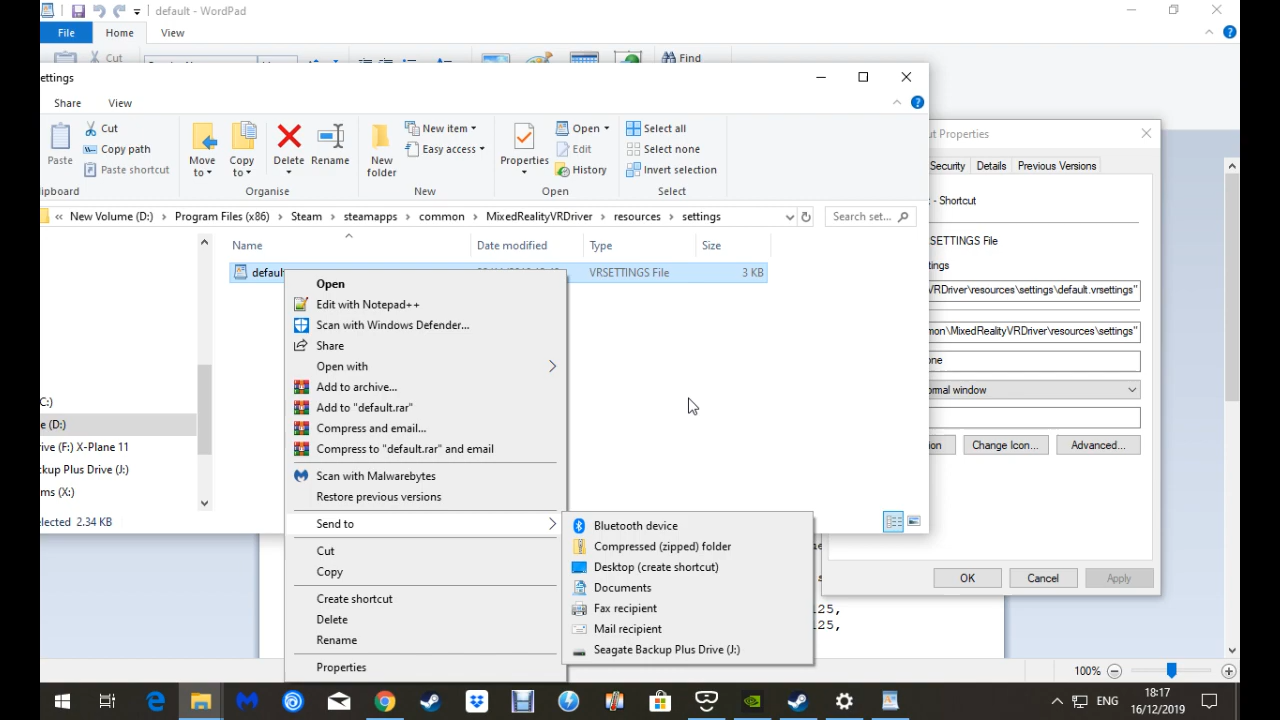 default - WordPad
File Home View
Cut
Find
ettings
Share View
Paste
Cut
Copy path
Paste shortcut
Move to
Copy to
Delete
Rename
New folder
New item
Easy access
Properties
Open
Edit
History
Select all
Select none
Invert selection
lipboard Organise New Open Select
« New Volume (D:) > Program Files (x86) > Steam > steamapps > common > MixedRealityVRDriver > resources > settings
Search set...
Name Date modified Type Size
default VRSETTINGS File 3 KB
Open
Edit with Notepad++
Scan with Windows Defender...
Share
Open with
Add to archive...
Add to "default.rar"
Compress and email...
Compress to "default.rar" and email
Scan with Malwarebytes
Restore previous versions
Send to
Cut
Copy
Create shortcut
Delete
Rename
Properties
Bluetooth device
Compressed (zipped) folder
Desktop (create shortcut)
Documents
Fax recipient
Mail recipient
Seagate Backup Plus Drive (J:)
C:)
e (D:)
rive (F:) X-Plane 11
ckup Plus Drive (J:)
ms (X:)
elected 2.34 KB
ut Properties
Security Details Previous Versions
- Shortcut
SETTINGS File
ttings
VRDriver\resources\settings\default.vrsettings"
mon\MixedRealityVRDriver\resources\settings"
one
ormal window
ion Change Icon... Advanced...
OK Cancel Apply
25,
25,
100%
ENG
18:17
16/12/2019